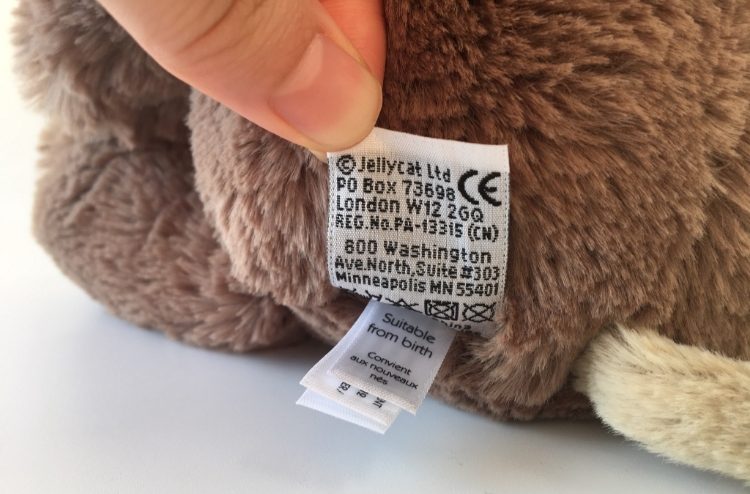 © Jellycat Ltd
PO Box 73698
London W12 2GQ
REG.No.PA-13315 (CN)
CE
800 Washington
Ave.North,Suite #303
Minneapolis MN 55401
Suitable
from birth
Convient
aux nouveaux
nés